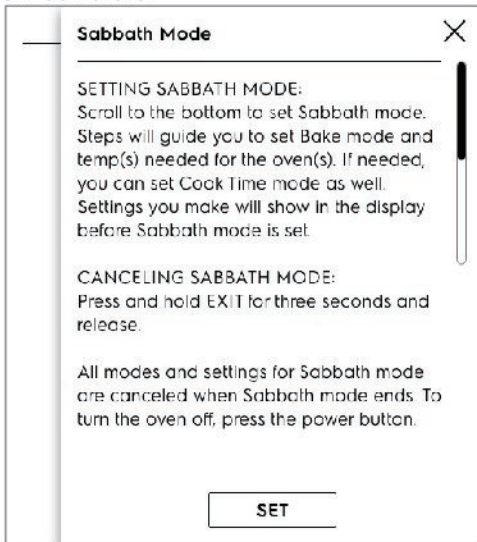 Sabbath Mode
SETTING SABBATH MODE:
Scroll to the bottom to set Sabbath mode.
Steps will guide you to set Bake mode and
temp(s) needed for the oven(s). If needed,
you can set Cook Time mode as well.
Settings you make will show in the display
before Sabbath mode is set.
CANCELING SABBATH MODE:
Press and hold EXIT for three seconds and
release.
All modes and settings for Sabbath mode
are canceled when Sabbath mode ends. To
turn the oven off, press the power button.
SET